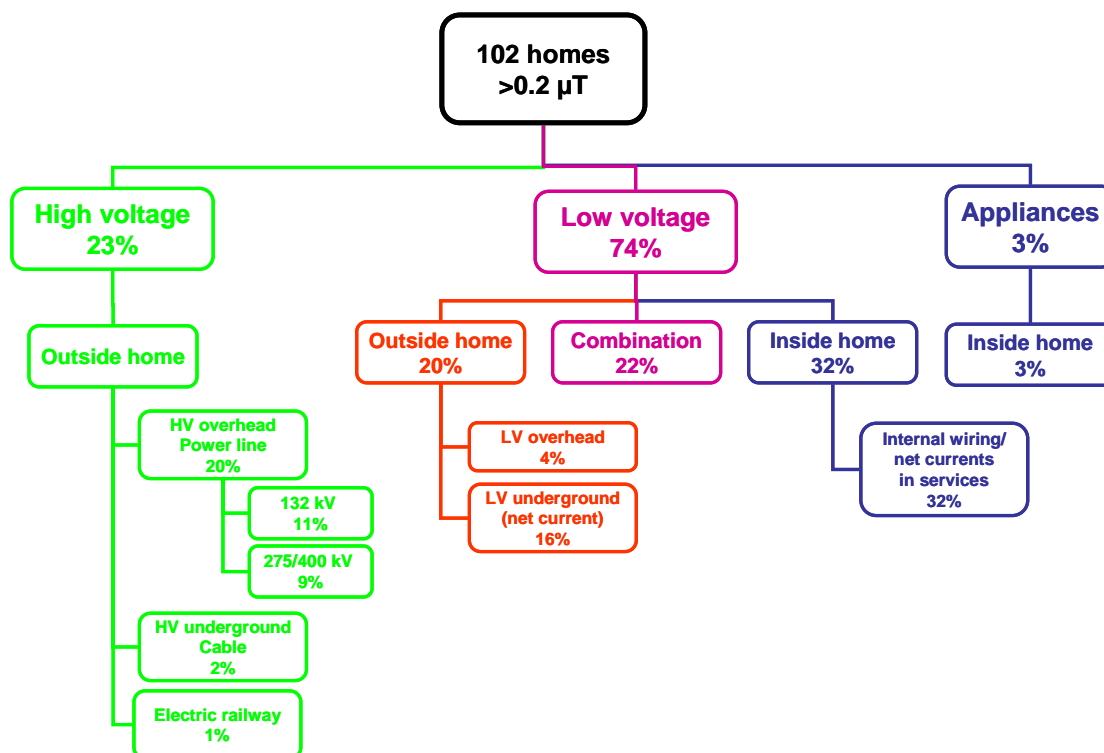 102 homes
>0.2 µT
High voltage
23%
Low voltage
74%
Appliances
3%
Outside home
Outside home
20%
Combination
22%
Inside home
32%
Inside home
3%
HV overhead
Power line
20%
132 kV
11%
275/400 kV
9%
HV underground
Cable
2%
Electric railway
1%
LV overhead
4%
LV underground
(net current)
16%
Internal wiring/
net currents
in services
32%